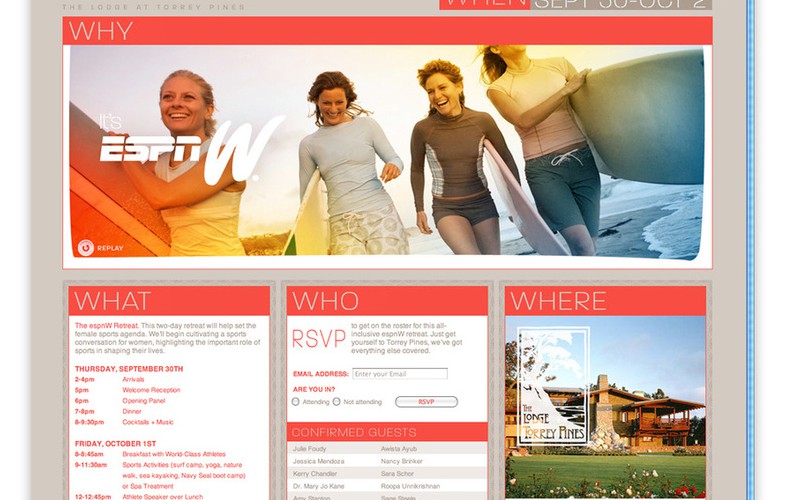 THE LODGE AT TORREY PINES
WHEN SEPT 30-OCT 2
WHY
It's
ESPN W.
REPLAY
WHAT
The espnW Retreat. This two-day retreat will help set the
female sports agenda. We'll begin cultivating a sports
conversation for women, highlighting the important role of
sports in shaping their lives.
THURSDAY, SEPTEMBER 30TH
2-4pm Arrivals
5pm Welcome Reception
6pm Opening Panel
7-8pm Dinner
8-9:30pm Cocktails + Music
FRIDAY, OCTOBER 1ST
8-8:45am Breakfast with World-Class Athletes
9-11:30am Sports Activities (surf camp, yoga, nature
walk, sea kayaking, Navy Seal boot camp)
or Spa Treatment
12-12:45pm Athlete Speaker over Lunch
WHO
RSVP
to get on the roster for this all-
inclusive espnW retreat. Just get
yourself to Torrey Pines, we've got
everything else covered.
EMAIL ADDRESS: Enter your Email
ARE YOU IN?
Attending Not attending RSVP
CONFIRMED GUESTS
Julie Foudy Awista Ayub
Jessica Mendoza Nancy Brinker
Kerry Chandler Sara Schor
Dr. Mary Jo Kane Roopa Unnikrishnan
Amy Stanton Sage Steele
WHERE
THE
LODGE
AT
TORREY PINES